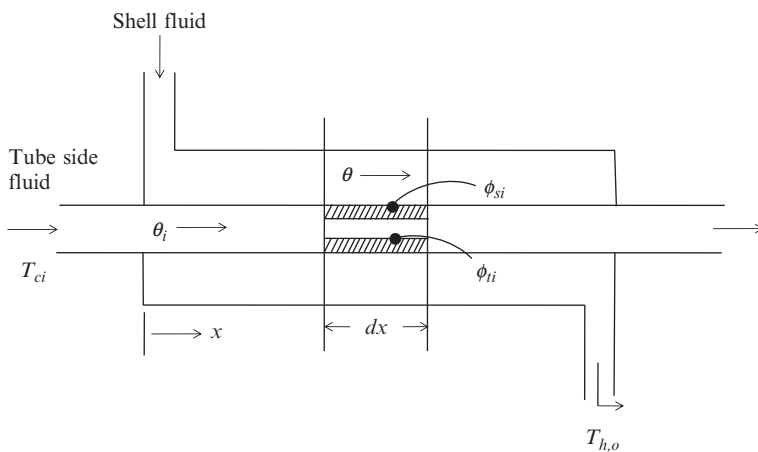 Shell fluid
Tube side
fluid
θ
ϕsi
θi
Tci
ϕti
x
dx
Th,o